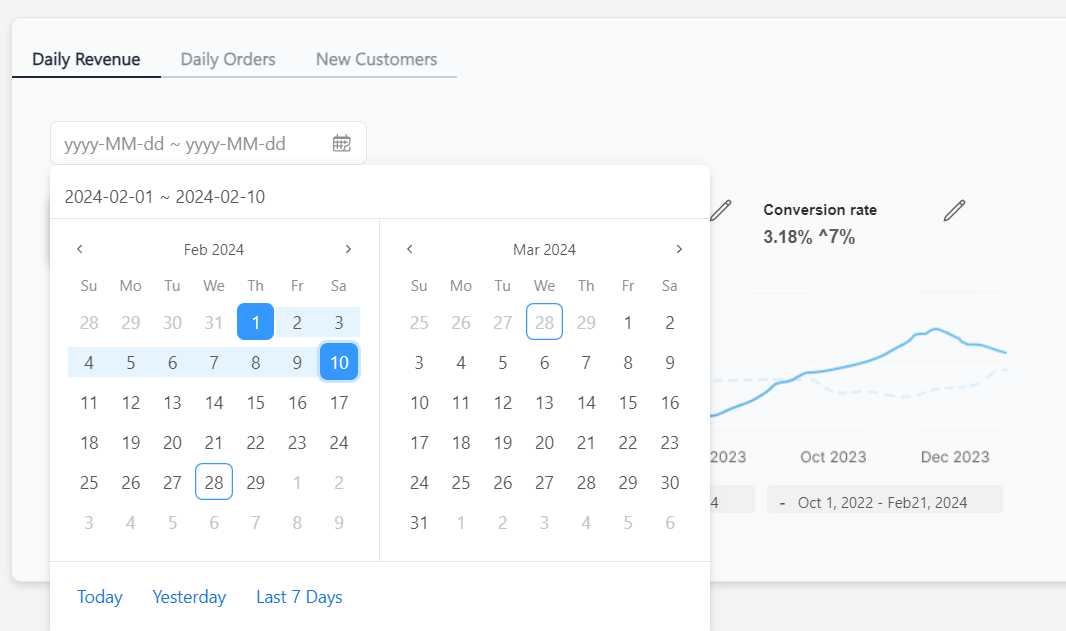 Daily Revenue Daily Orders New Customers
yyyy-MM-dd ~ yyyy-MM-dd
2024-02-01 ~ 2024-02-10
Feb 2024
Su Mo Tu We Th Fr Sa
28 29 30 31 1 2 3
4 5 6 7 8 9 10
11 12 13 14 15 16 17
18 19 20 21 22 23 24
25 26 27 28 29 1 2
3 4 5 6 7 8 9
Mar 2024
Su Mo Tu We Th Fr Sa
25 26 27 28 29 1 2
3 4 5 6 7 8 9
10 11 12 13 14 15 16
17 18 19 20 21 22 23
24 25 26 27 28 29 30
31 1 2 3 4 5 6
Today Yesterday Last 7 Days
Conversion rate
3.18% ^7%
2023 Oct 2023 Dec 2023
4 - Oct 1, 2022 - Feb21, 2024